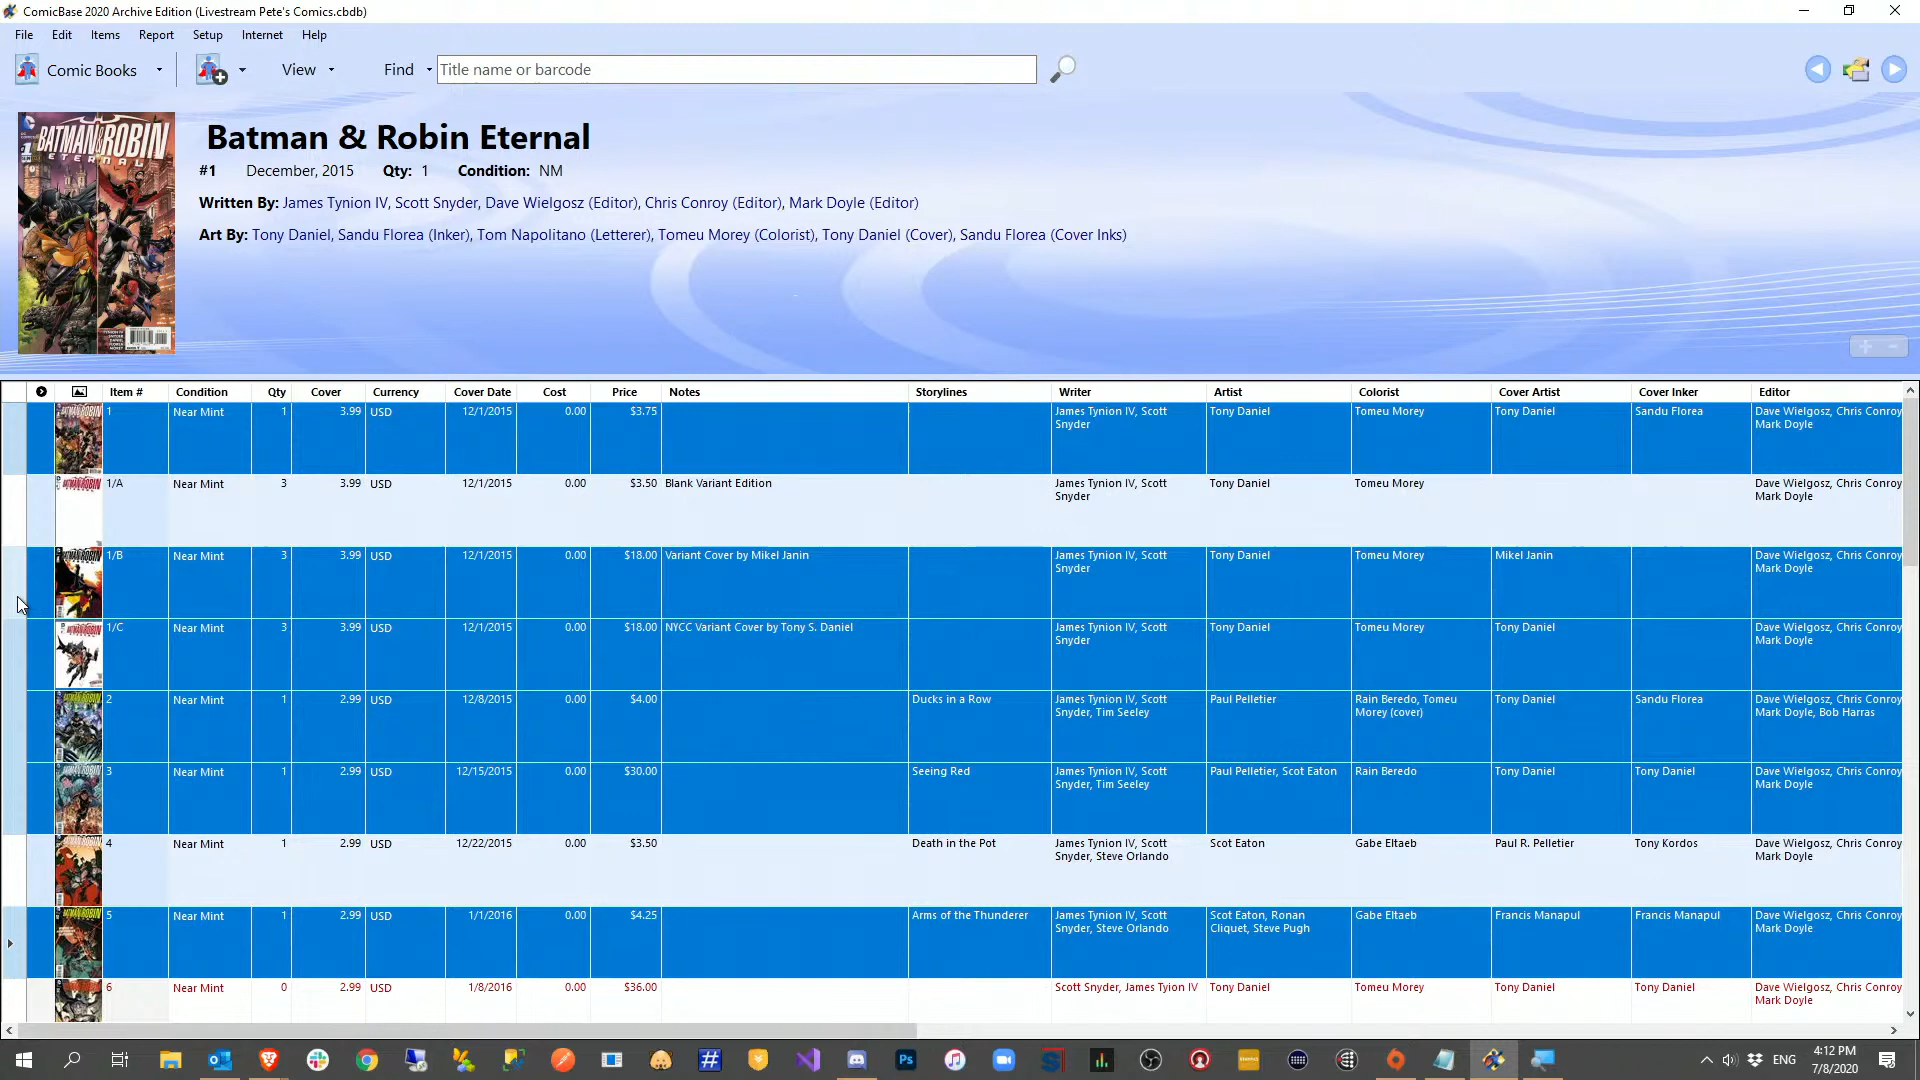 ComicBase 2020 Archive Edition (Livestream Pete's Comics.cbdb)
File Edit Items Report Setup Internet Help
Comic Books View Find Title name or barcode
BATMAN & ROBIN
ETERNAL
Batman & Robin Eternal
#1 December, 2015 Qty: 1 Condition: NM
Written By: James Tynion IV, Scott Snyder, Dave Wielgosz (Editor), Chris Conroy (Editor), Mark Doyle (Editor)
Art By: Tony Daniel, Sandu Florea (Inker), Tom Napolitano (Letterer), Tomeu Morey (Colorist), Tony Daniel (Cover), Sandu Florea (Cover Inks)
Item # Condition Qty Cover Currency Cover Date Cost Price Notes Storylines Writer Artist Colorist Cover Artist Cover Inker Editor
1 Near Mint 1 3.99 USD 12/1/2015 0.00 $3.75 James Tynion IV, Scott Tony Daniel Tomeu Morey Tony Daniel Sandu Florea Dave Wielgosz, Chris Conroy
Snyder Mark Doyle
1/A Near Mint 3 3.99 USD 12/1/2015 0.00 $3.50 Blank Variant Edition James Tynion IV, Scott Tony Daniel Tomeu Morey Dave Wielgosz, Chris Conroy
Snyder Mark Doyle
1/B Near Mint 3 3.99 USD 12/1/2015 0.00 $18.00 Variant Cover by Mikel Janin James Tynion IV, Scott Tony Daniel Tomeu Morey Mikel Janin Dave Wielgosz, Chris Conroy
Snyder Mark Doyle
1/C Near Mint 3 3.99 USD 12/1/2015 0.00 $18.00 NYCC Variant Cover by Tony S. Daniel James Tynion IV, Scott Tony Daniel Tomeu Morey Tony Daniel Dave Wielgosz, Chris Conroy
Snyder Mark Doyle
2 Near Mint 1 2.99 USD 12/8/2015 0.00 $4.00 Ducks in a Row James Tynion IV, Scott Paul Pelletier Rain Beredo, Tomeu Tony Daniel Sandu Florea Dave Wielgosz, Chris Conroy
Snyder, Tim Seeley Morey (cover) Mark Doyle, Bob Harras
3 Near Mint 1 2.99 USD 12/15/2015 0.00 $30.00 Seeing Red James Tynion IV, Scott Paul Pelletier, Scot Eaton Rain Beredo Tony Daniel Tony Daniel Dave Wielgosz, Chris Conroy
Snyder, Tim Seeley Mark Doyle
4 Near Mint 1 2.99 USD 12/22/2015 0.00 $3.50 Death in the Pot James Tynion IV, Scott Scot Eaton Gabe Eltaeb Paul R. Pelletier Tony Kordos Dave Wielgosz, Chris Conroy
Snyder, Steve Orlando Mark Doyle
5 Near Mint 1 2.99 USD 1/1/2016 0.00 $4.25 Arms of the Thunderer James Tynion IV, Scott Scot Eaton, Ronan Gabe Eltaeb Francis Manapul Francis Manapul Dave Wielgosz, Chris Conroy
Snyder, Steve Orlando Cliquet, Steve Pugh Mark Doyle
6 Near Mint 0 2.99 USD 1/8/2016 0.00 $36.00 Scott Snyder, James Tyion IV Tony Daniel Tomeu Morey Tony Daniel Tony Daniel Dave Wielgosz, Chris Conroy
Mark Doyle
ENG 4:12 PM
7/8/2020